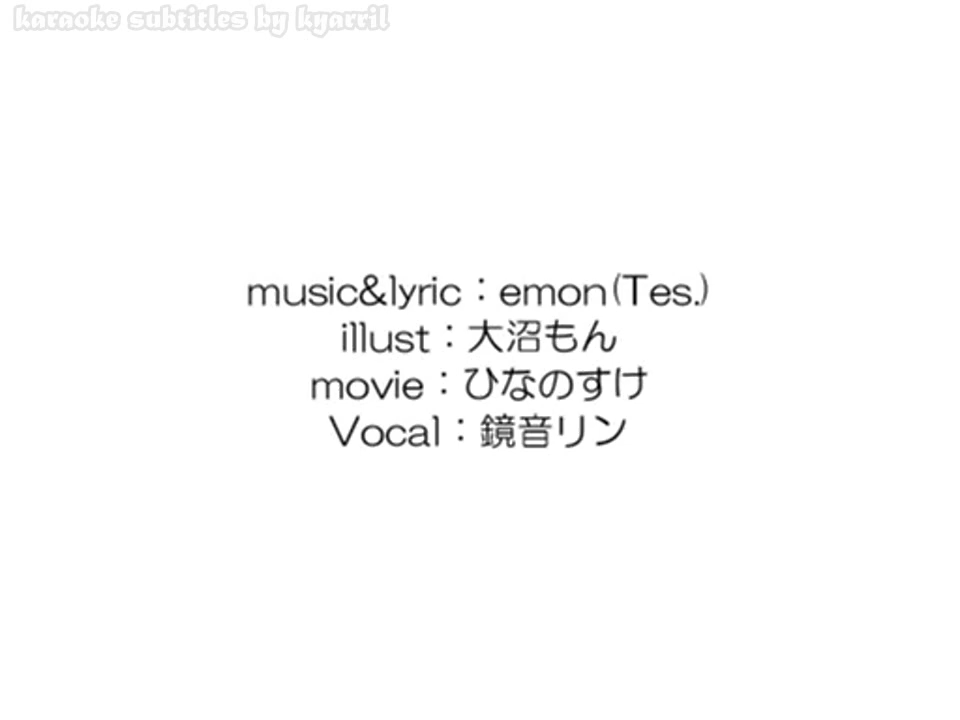 karaoke subtitles by kyarril
music&lyric：emon(Tes.)
illust：大沼もん
movie：ひなのすけ
Vocal：鏡音リン